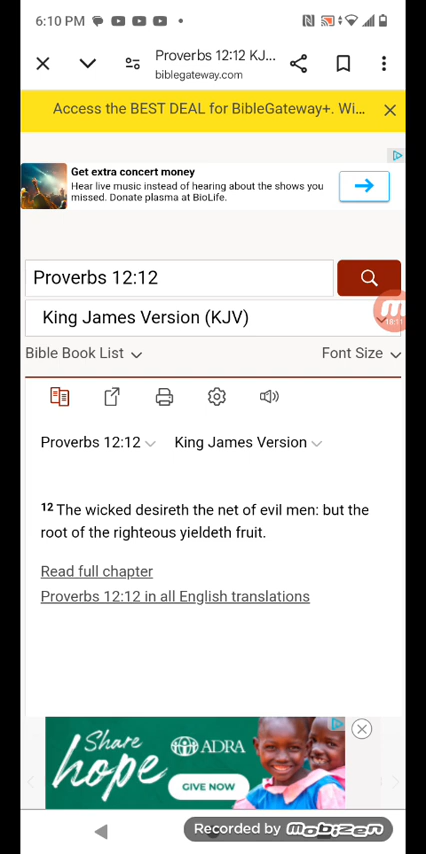 6:10 PM
Proverbs 12:12 KJ...
biblegateway.com
Access the BEST DEAL for BibleGateway+. Wi...
Get extra concert money
Hear live music instead of hearing about the shows you
missed. Donate plasma at BioLife.
Proverbs 12:12
King James Version (KJV)
18:11
Bible Book List
Font Size
Proverbs 12:12 King James Version
12 The wicked desireth the net of evil men: but the
root of the righteous yieldeth fruit.
Read full chapter
Proverbs 12:12 in all English translations
Share
hope
ADRA
GIVE NOW
Recorded by mobizen